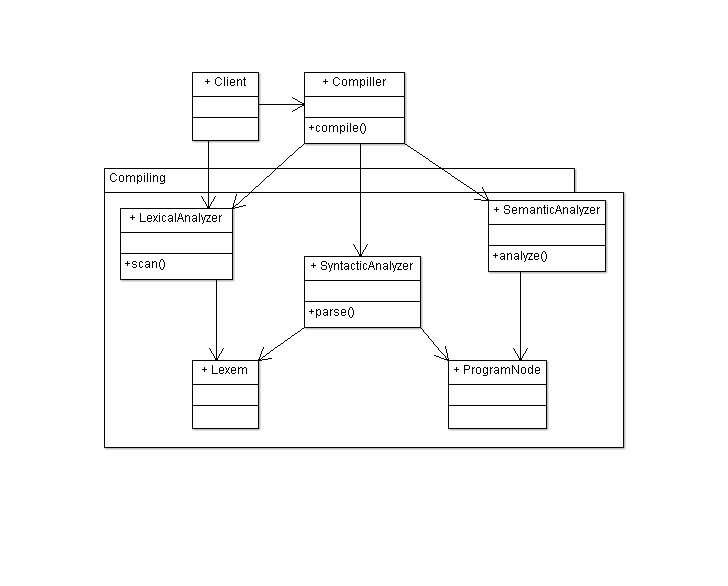 + Client
+ Compiller
+compile()
Compiling
+ LexicalAnalyzer
+scan()
+ SemanticAnalyzer
+analyze()
+ SyntacticAnalyzer
+parse()
+ Lexem
+ ProgramNode